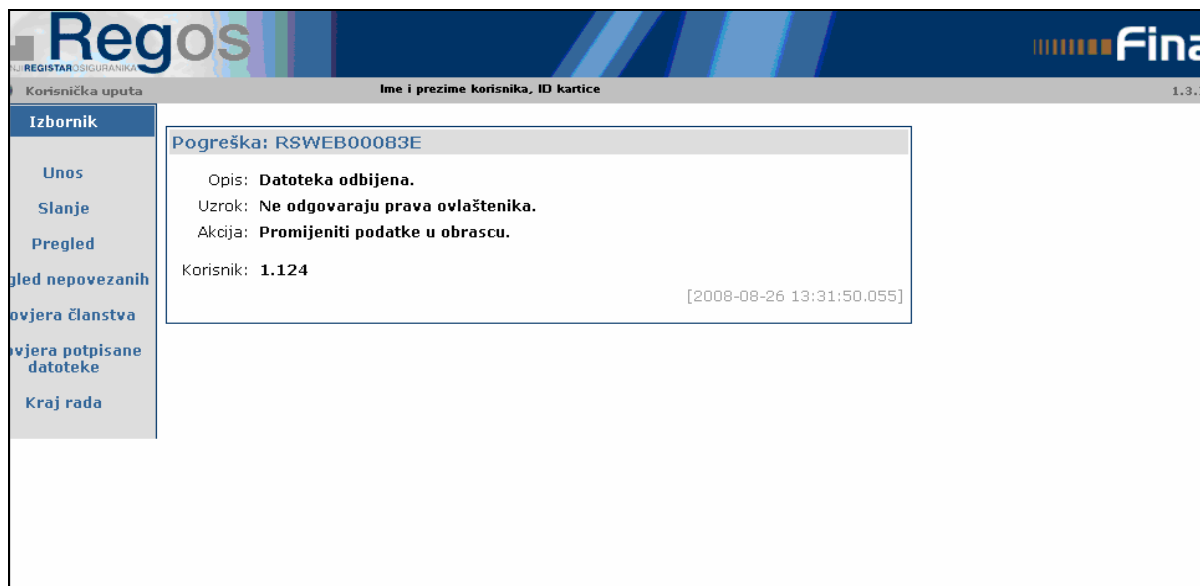 Regos
REGISTAROSIGURANIKA
Fina
Korisnička uputa
Ime i prezime korisnika, ID kartice
1.3.
Izbornik
Unos
Slanje
Pregled
gled nepovezanih
ovjera članstva
vjera potpisane
datoteke
Kraj rada
Pogreška: RSWEB00083E
Opis: Datoteka odbijena.
Uzrok: Ne odgovaraju prava ovlaštenika.
Akcija: Promijeniti podatke u obrascu.
Korisnik: 1.124
[2008-08-26 13:31:50.055]